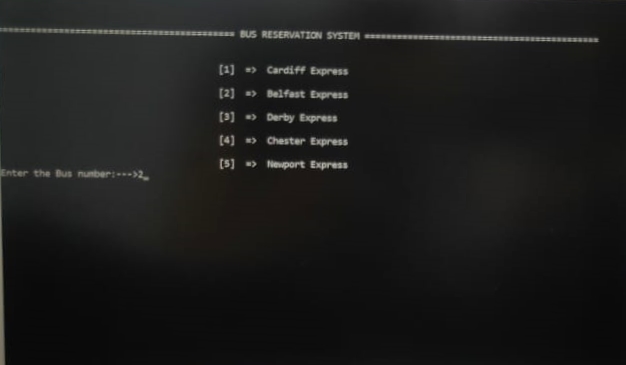 ========================================= BUS RESERVATION SYSTEM =========================================
[1] => Cardiff Express
[2] => Belfast Express
[3] => Derby Express
[4] => Chester Express
[5] => Newport Express
Enter the Bus number:--->2_